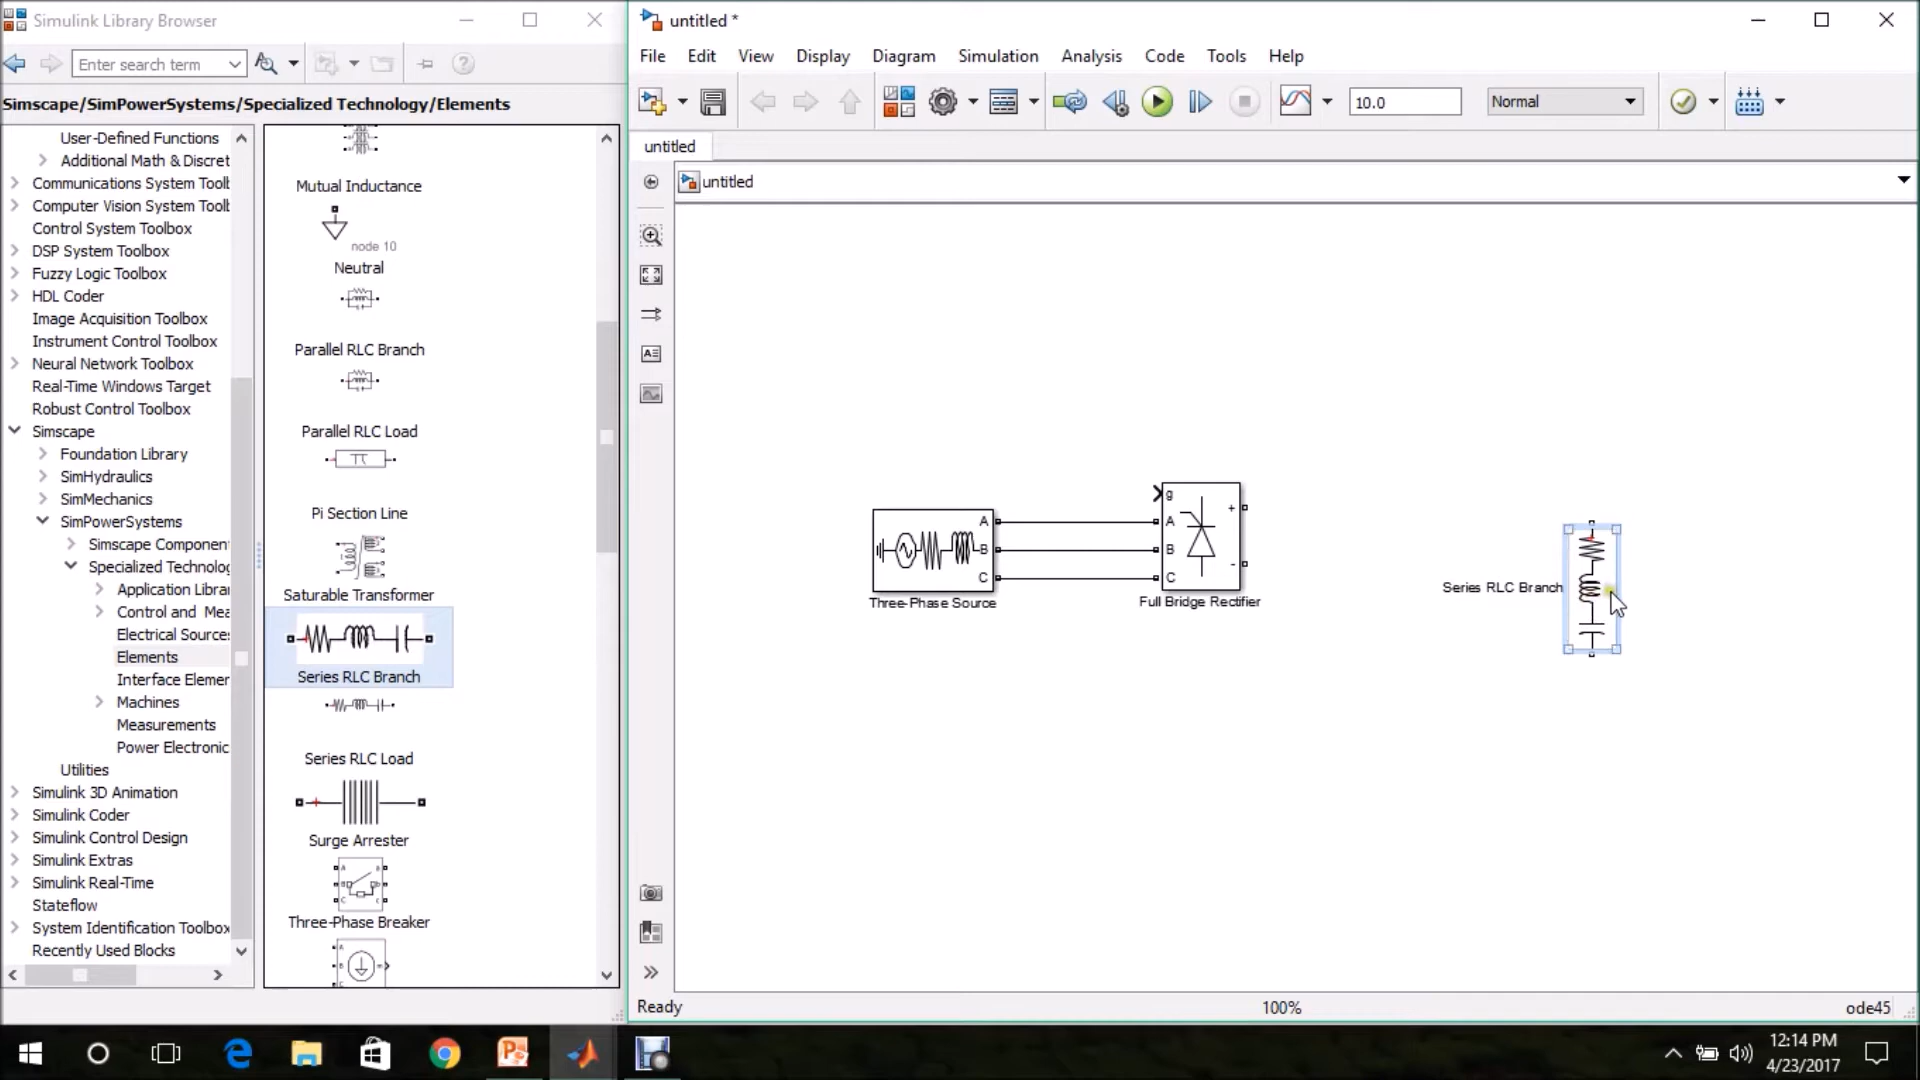 Simulink Library Browser
Enter search term
Simscape/SimPowerSystems/Specialized Technology/Elements
User-Defined Functions
Additional Math & Discret
Communications System Toolb
Computer Vision System Toolb
Control System Toolbox
DSP System Toolbox
Fuzzy Logic Toolbox
HDL Coder
Image Acquisition Toolbox
Instrument Control Toolbox
Neural Network Toolbox
Real-Time Windows Target
Robust Control Toolbox
Simscape
Foundation Library
SimHydraulics
SimMechanics
SimPowerSystems
Simscape Componen
Specialized Technolog
Application Librar
Control and Mea
Electrical Sources
Elements
Interface Elemer
Machines
Measurements
Power Electronic
Utilities
Simulink 3D Animation
Simulink Coder
Simulink Control Design
Simulink Extras
Simulink Real-Time
Stateflow
System Identification Toolbox
Recently Used Blocks
Mutual Inductance
node 10
Neutral
Parallel RLC Branch
Parallel RLC Load
Pi Section Line
Saturable Transformer
Series RLC Branch
Series RLC Load
Surge Arrester
Three-Phase Breaker
untitled *
File Edit View Display Diagram Simulation Analysis Code Tools Help
10.0
Normal
untitled
untitled
A
B
C
Three-Phase Source
g
A
B
C
+
-
Full Bridge Rectifier
Series RLC Branch
Ready
100%
ode45
12:14 PM
4/23/2017